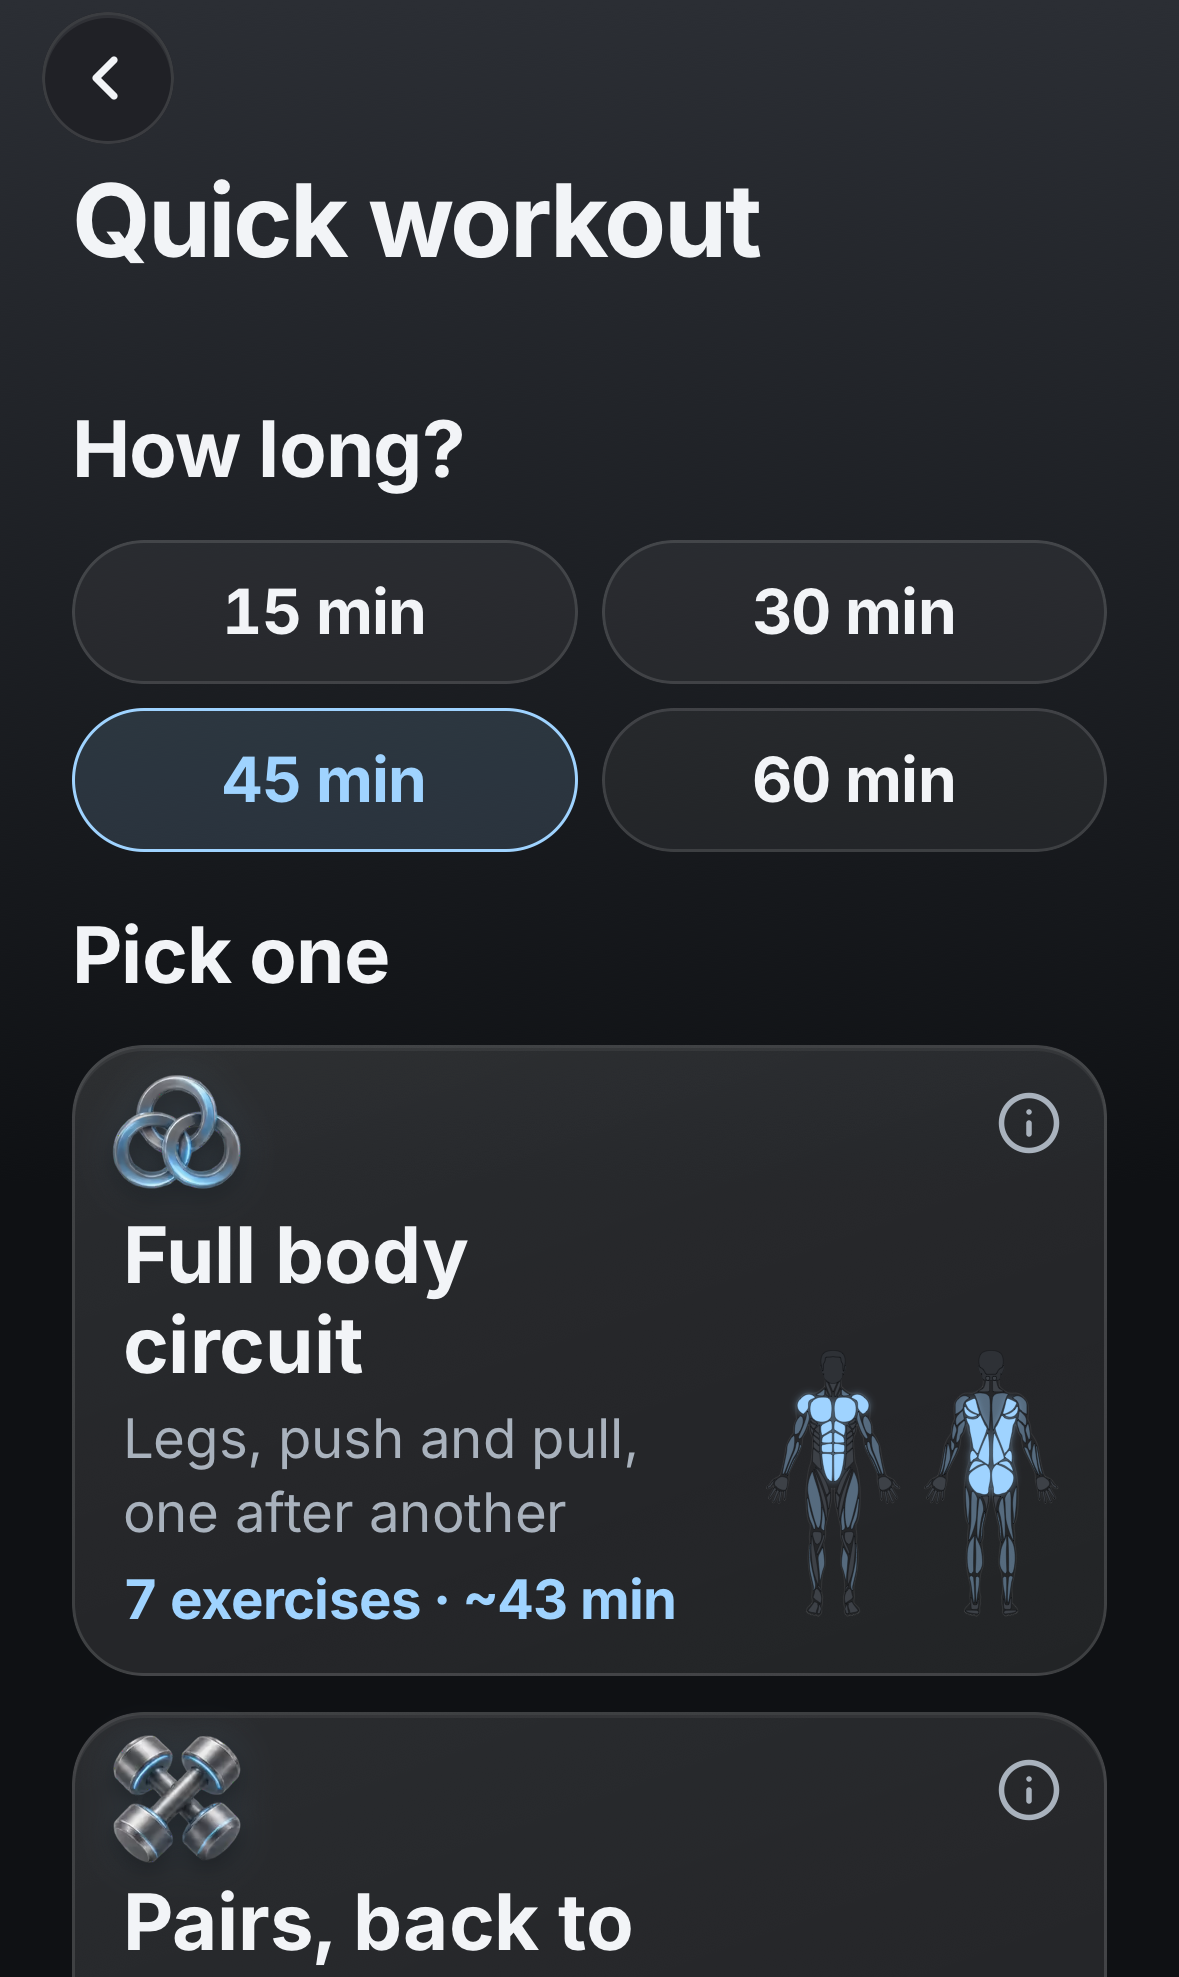 Quick workout
How long?
15 min
30 min
45 min
60 min
Pick one
Full body
circuit
Legs, push and pull,
one after another
7 exercises · ~43 min
Pairs, back to